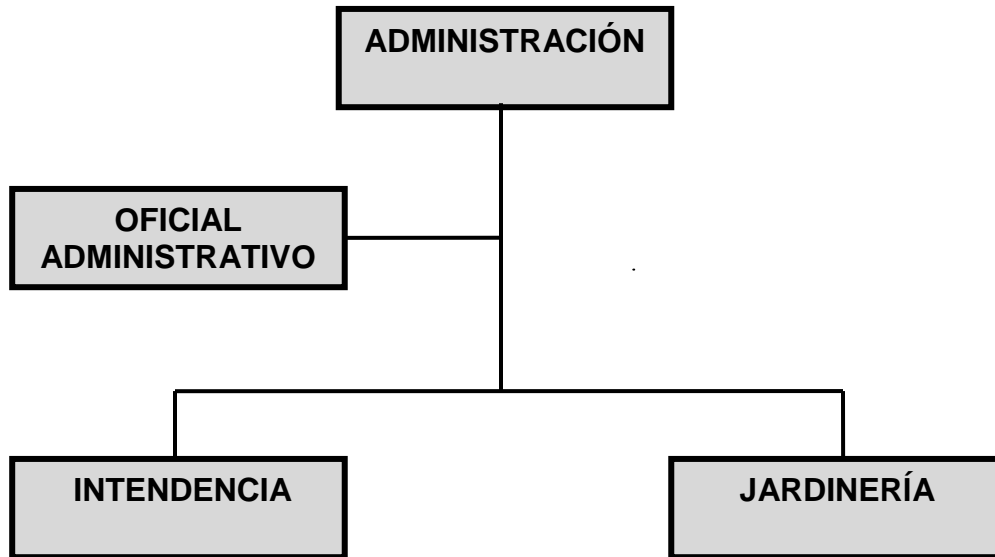 ADMINISTRACIÓN
OFICIAL
ADMINISTRATIVO
INTENDENCIA
JARDINERÍA